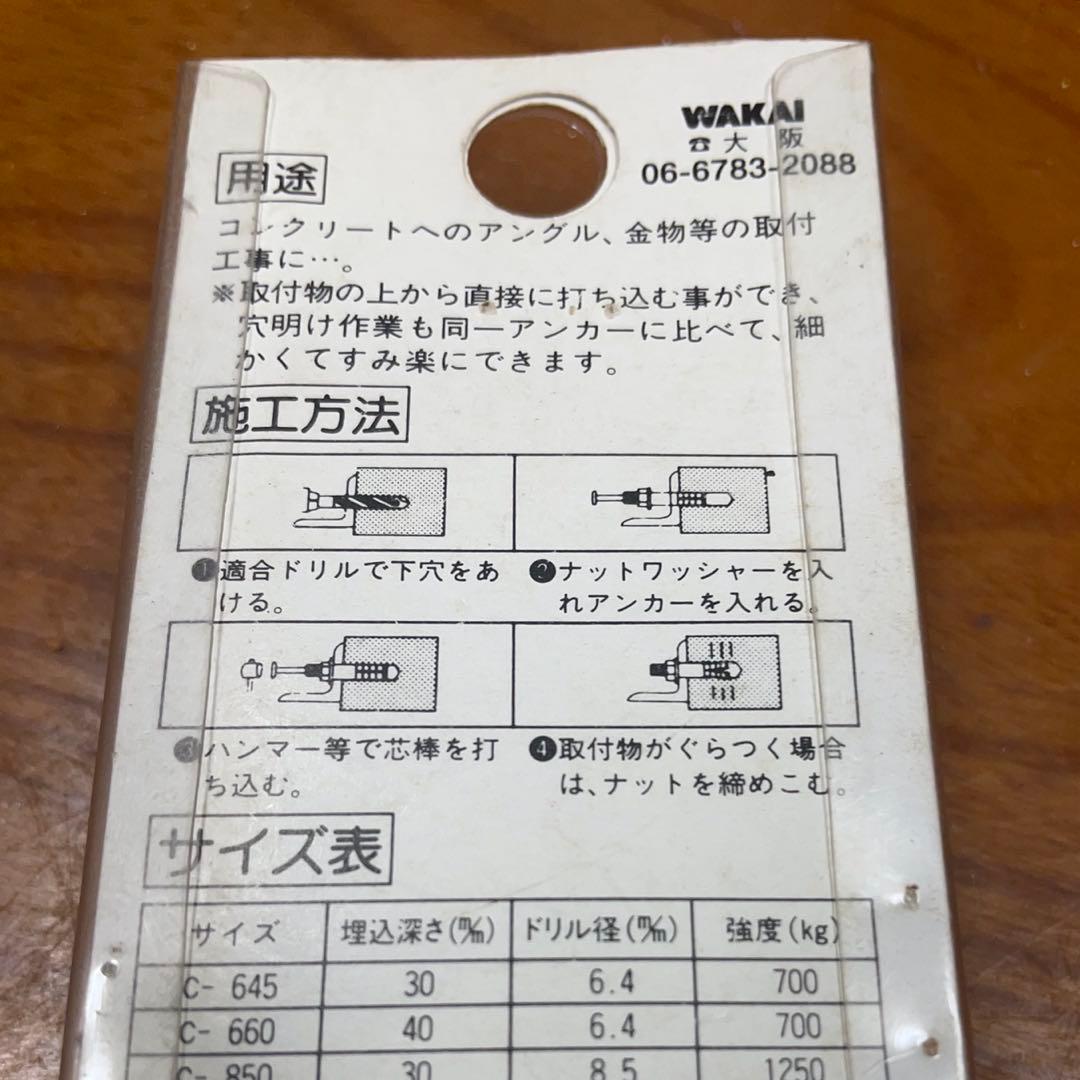 WAKAI
☎大 阪
06-6783-2088
用途
コンクリートへのアングル、金物等の取付
工事に…。
※取付物の上から直接に打ち込む事ができ、
穴明け作業も同一アンカーに比べて、細
かくてすみ楽にできます。
施工方法
❶適合ドリルで下穴をあ
ける。
❷ナットワッシャーを入
れアンカーを入れる。
❸ハンマー等で芯棒を打
ち込む。
❹取付物がぐらつく場合
は、ナットを締めこむ。
サイズ表
サイズ 埋込深さ(㎜) ドリル径(㎜) 強度(kg)
C- 645 30 6.4 700
C- 660 40 6.4 700
C- 850 30 8.5 1250